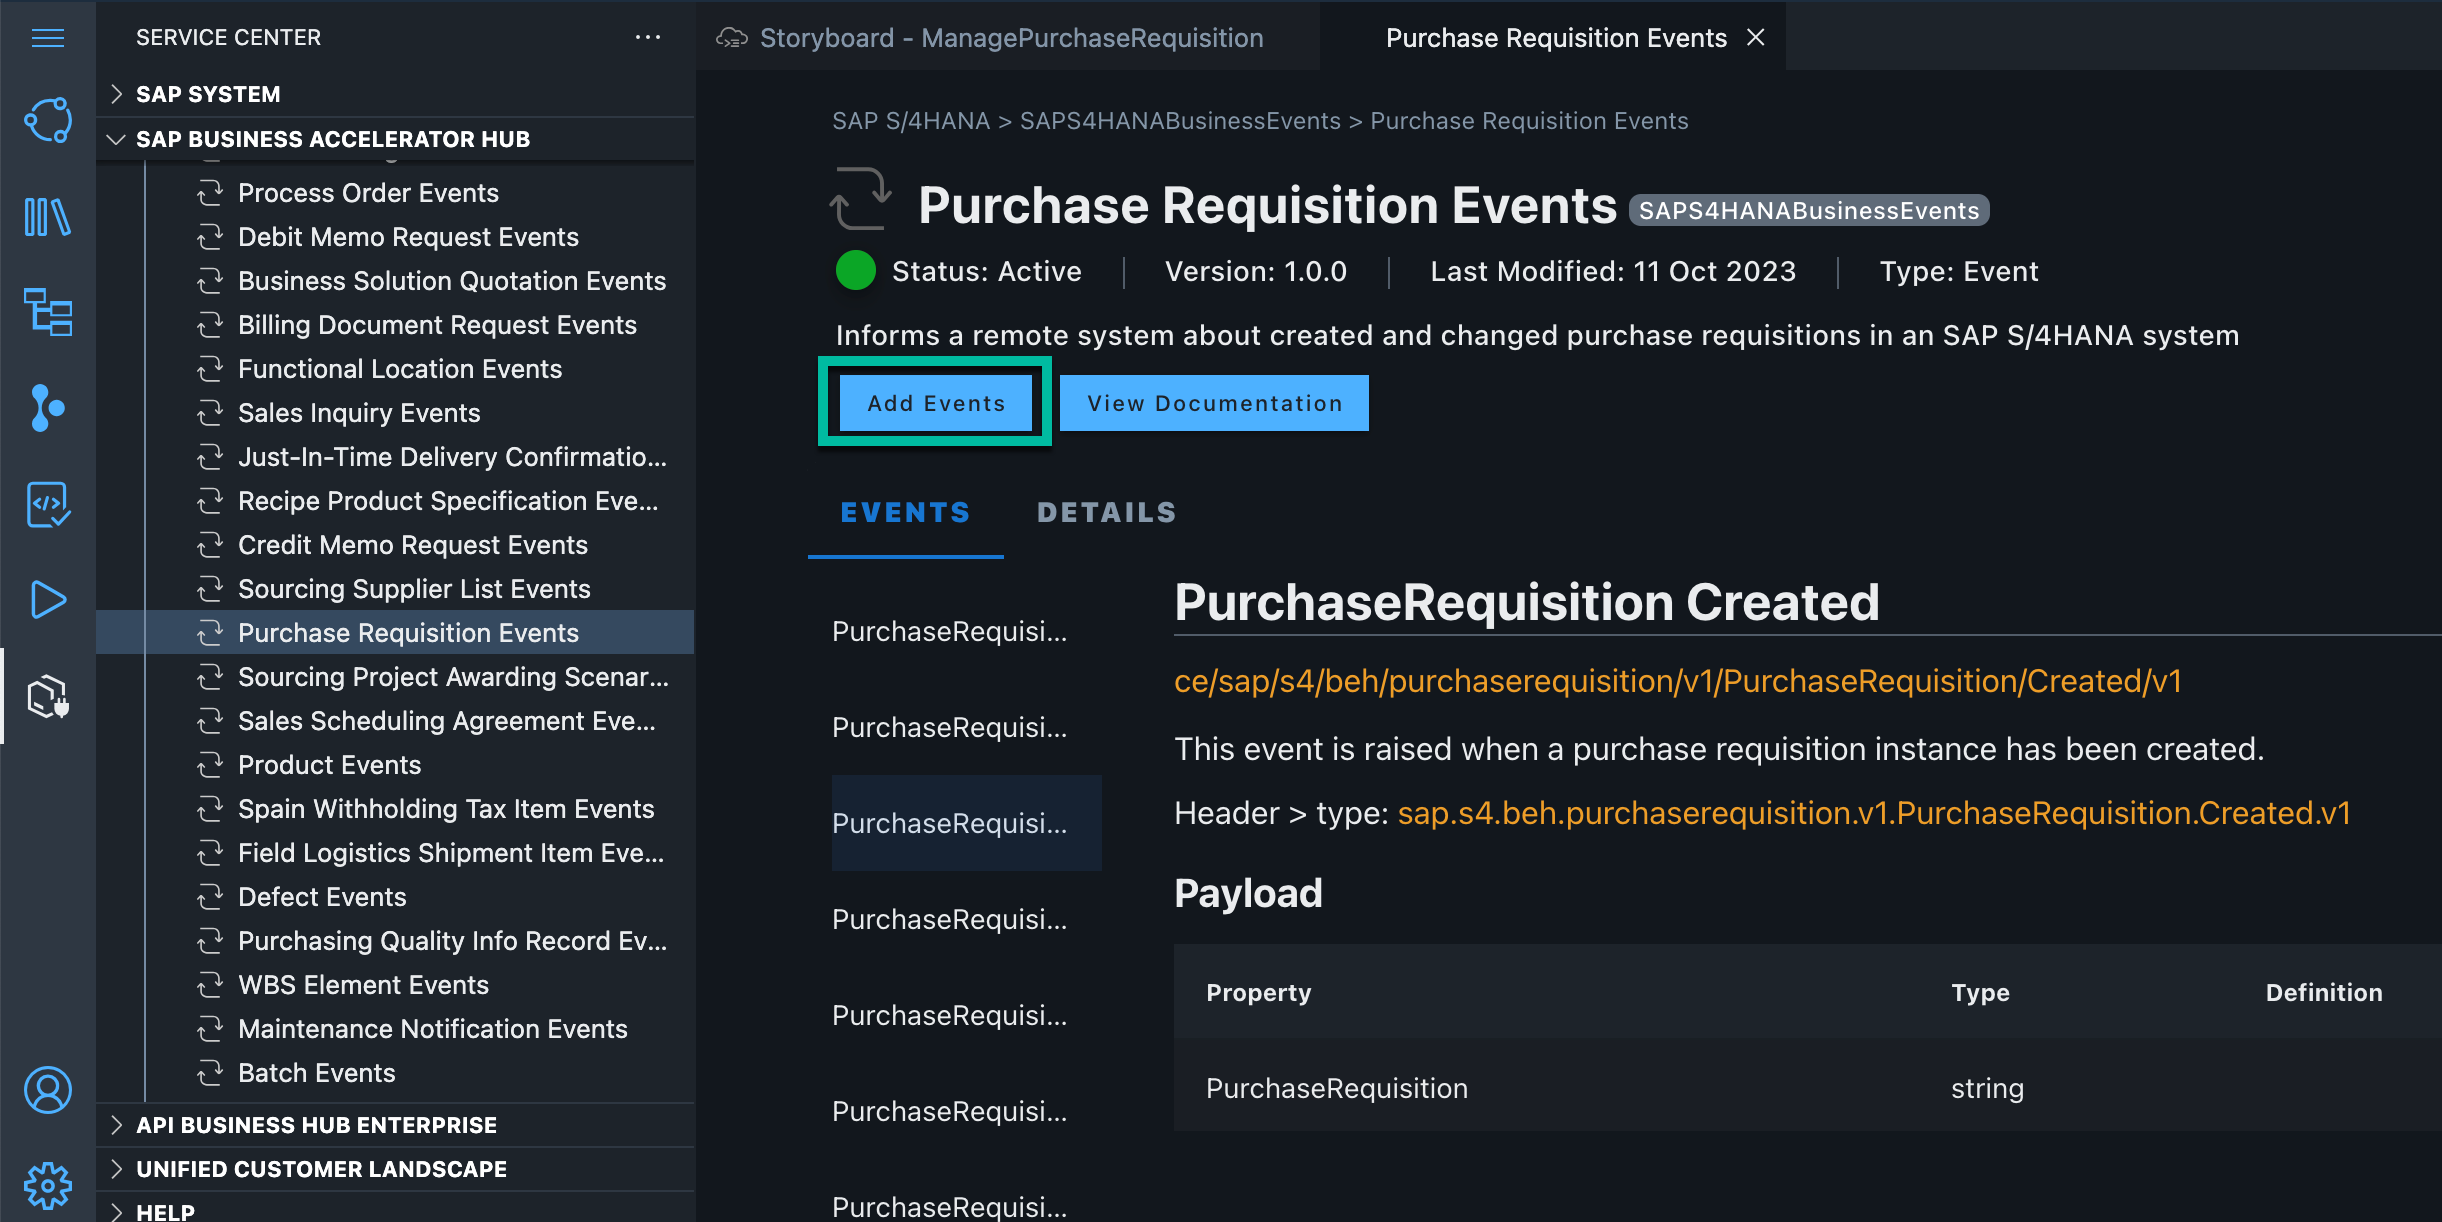 SERVICE CENTER
SAP SYSTEM
SAP BUSINESS ACCELERATOR HUB
Process Order Events
Debit Memo Request Events
Business Solution Quotation Events
Billing Document Request Events
Functional Location Events
Sales Inquiry Events
Just-In-Time Delivery Confirmatio...
Recipe Product Specification Eve...
Credit Memo Request Events
Sourcing Supplier List Events
Purchase Requisition Events
Sourcing Project Awarding Scenar...
Sales Scheduling Agreement Eve...
Product Events
Spain Withholding Tax Item Events
Field Logistics Shipment Item Eve...
Defect Events
Purchasing Quality Info Record Ev...
WBS Element Events
Maintenance Notification Events
Batch Events
API BUSINESS HUB ENTERPRISE
UNIFIED CUSTOMER LANDSCAPE
HELP
Storyboard - ManagePurchaseRequisition
Purchase Requisition Events
SAP S/4HANA > SAPS4HANABusinessEvents > Purchase Requisition Events
Purchase Requisition Events SAPS4HANABusinessEvents
Status: Active | Version: 1.0.0 | Last Modified: 11 Oct 2023 | Type: Event
Informs a remote system about created and changed purchase requisitions in an SAP S/4HANA system
Add Events View Documentation
EVENTS DETAILS
PurchaseRequisi...
PurchaseRequisi...
PurchaseRequisi...
PurchaseRequisi...
PurchaseRequisi...
PurchaseRequisi...
PurchaseRequisi...
PurchaseRequisition Created
ce/sap/s4/beh/purchaserequisition/v1/PurchaseRequisition/Created/v1
This event is raised when a purchase requisition instance has been created.
Header > type: sap.s4.beh.purchaserequisition.v1.PurchaseRequisition.Created.v1
Payload
Property Type Definition
PurchaseRequisition string